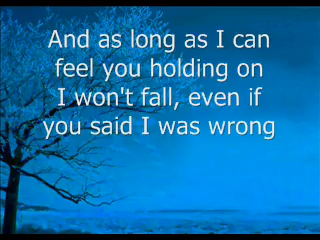 And as long as I can
feel you holding on
I won't fall, even if
you said I was wrong